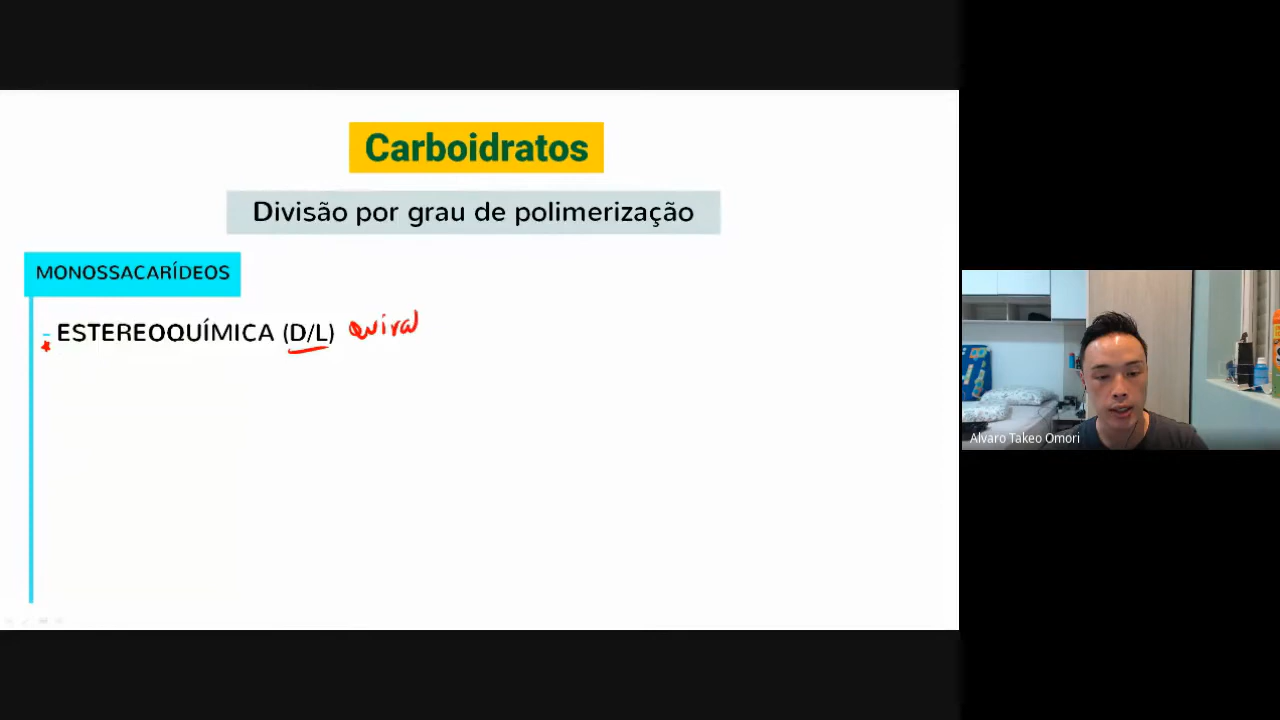 Carboidratos
Divisão por grau de polimerização
MONOSSACARÍDEOS
- ESTEREOQUÍMICA (D/L) Quiral
Alvaro Takeo Omori